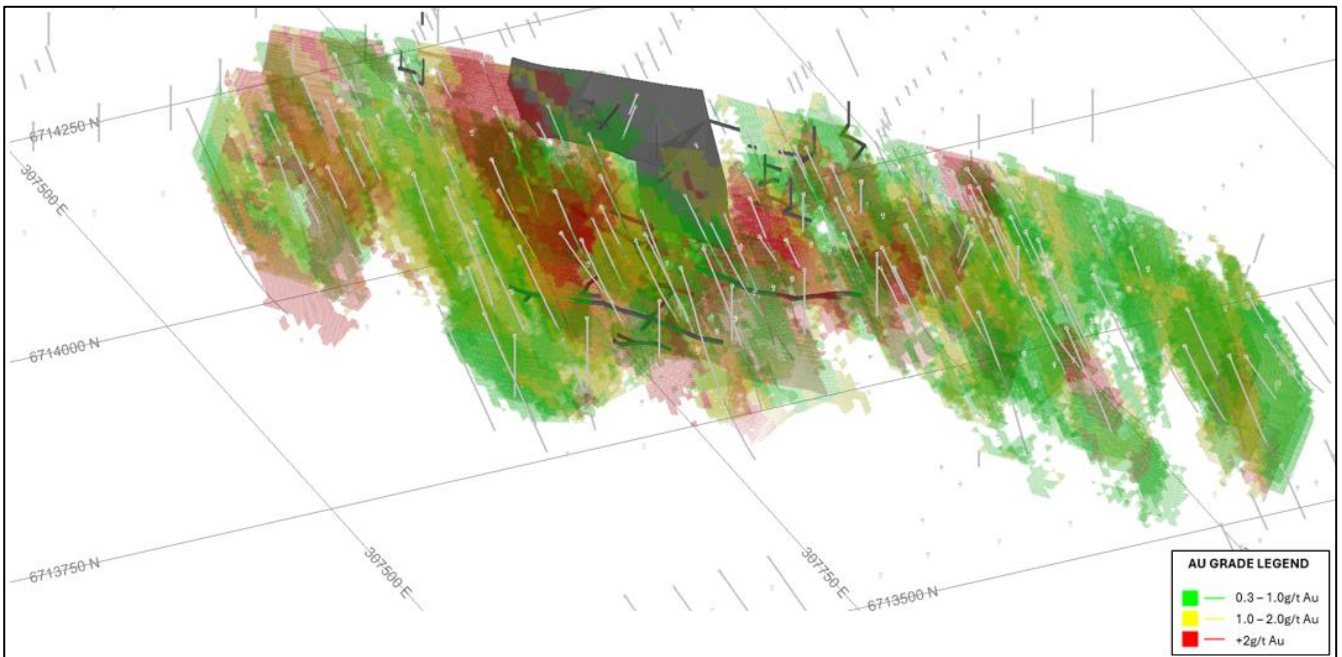 6714250 N
307500 E
6714000 N
6713750 N
307500 E
307750 E
6713500 N
AU GRADE LEGEND
0.3 – 1.0g/t Au
1.0 – 2.0g/t Au
+2g/t Au